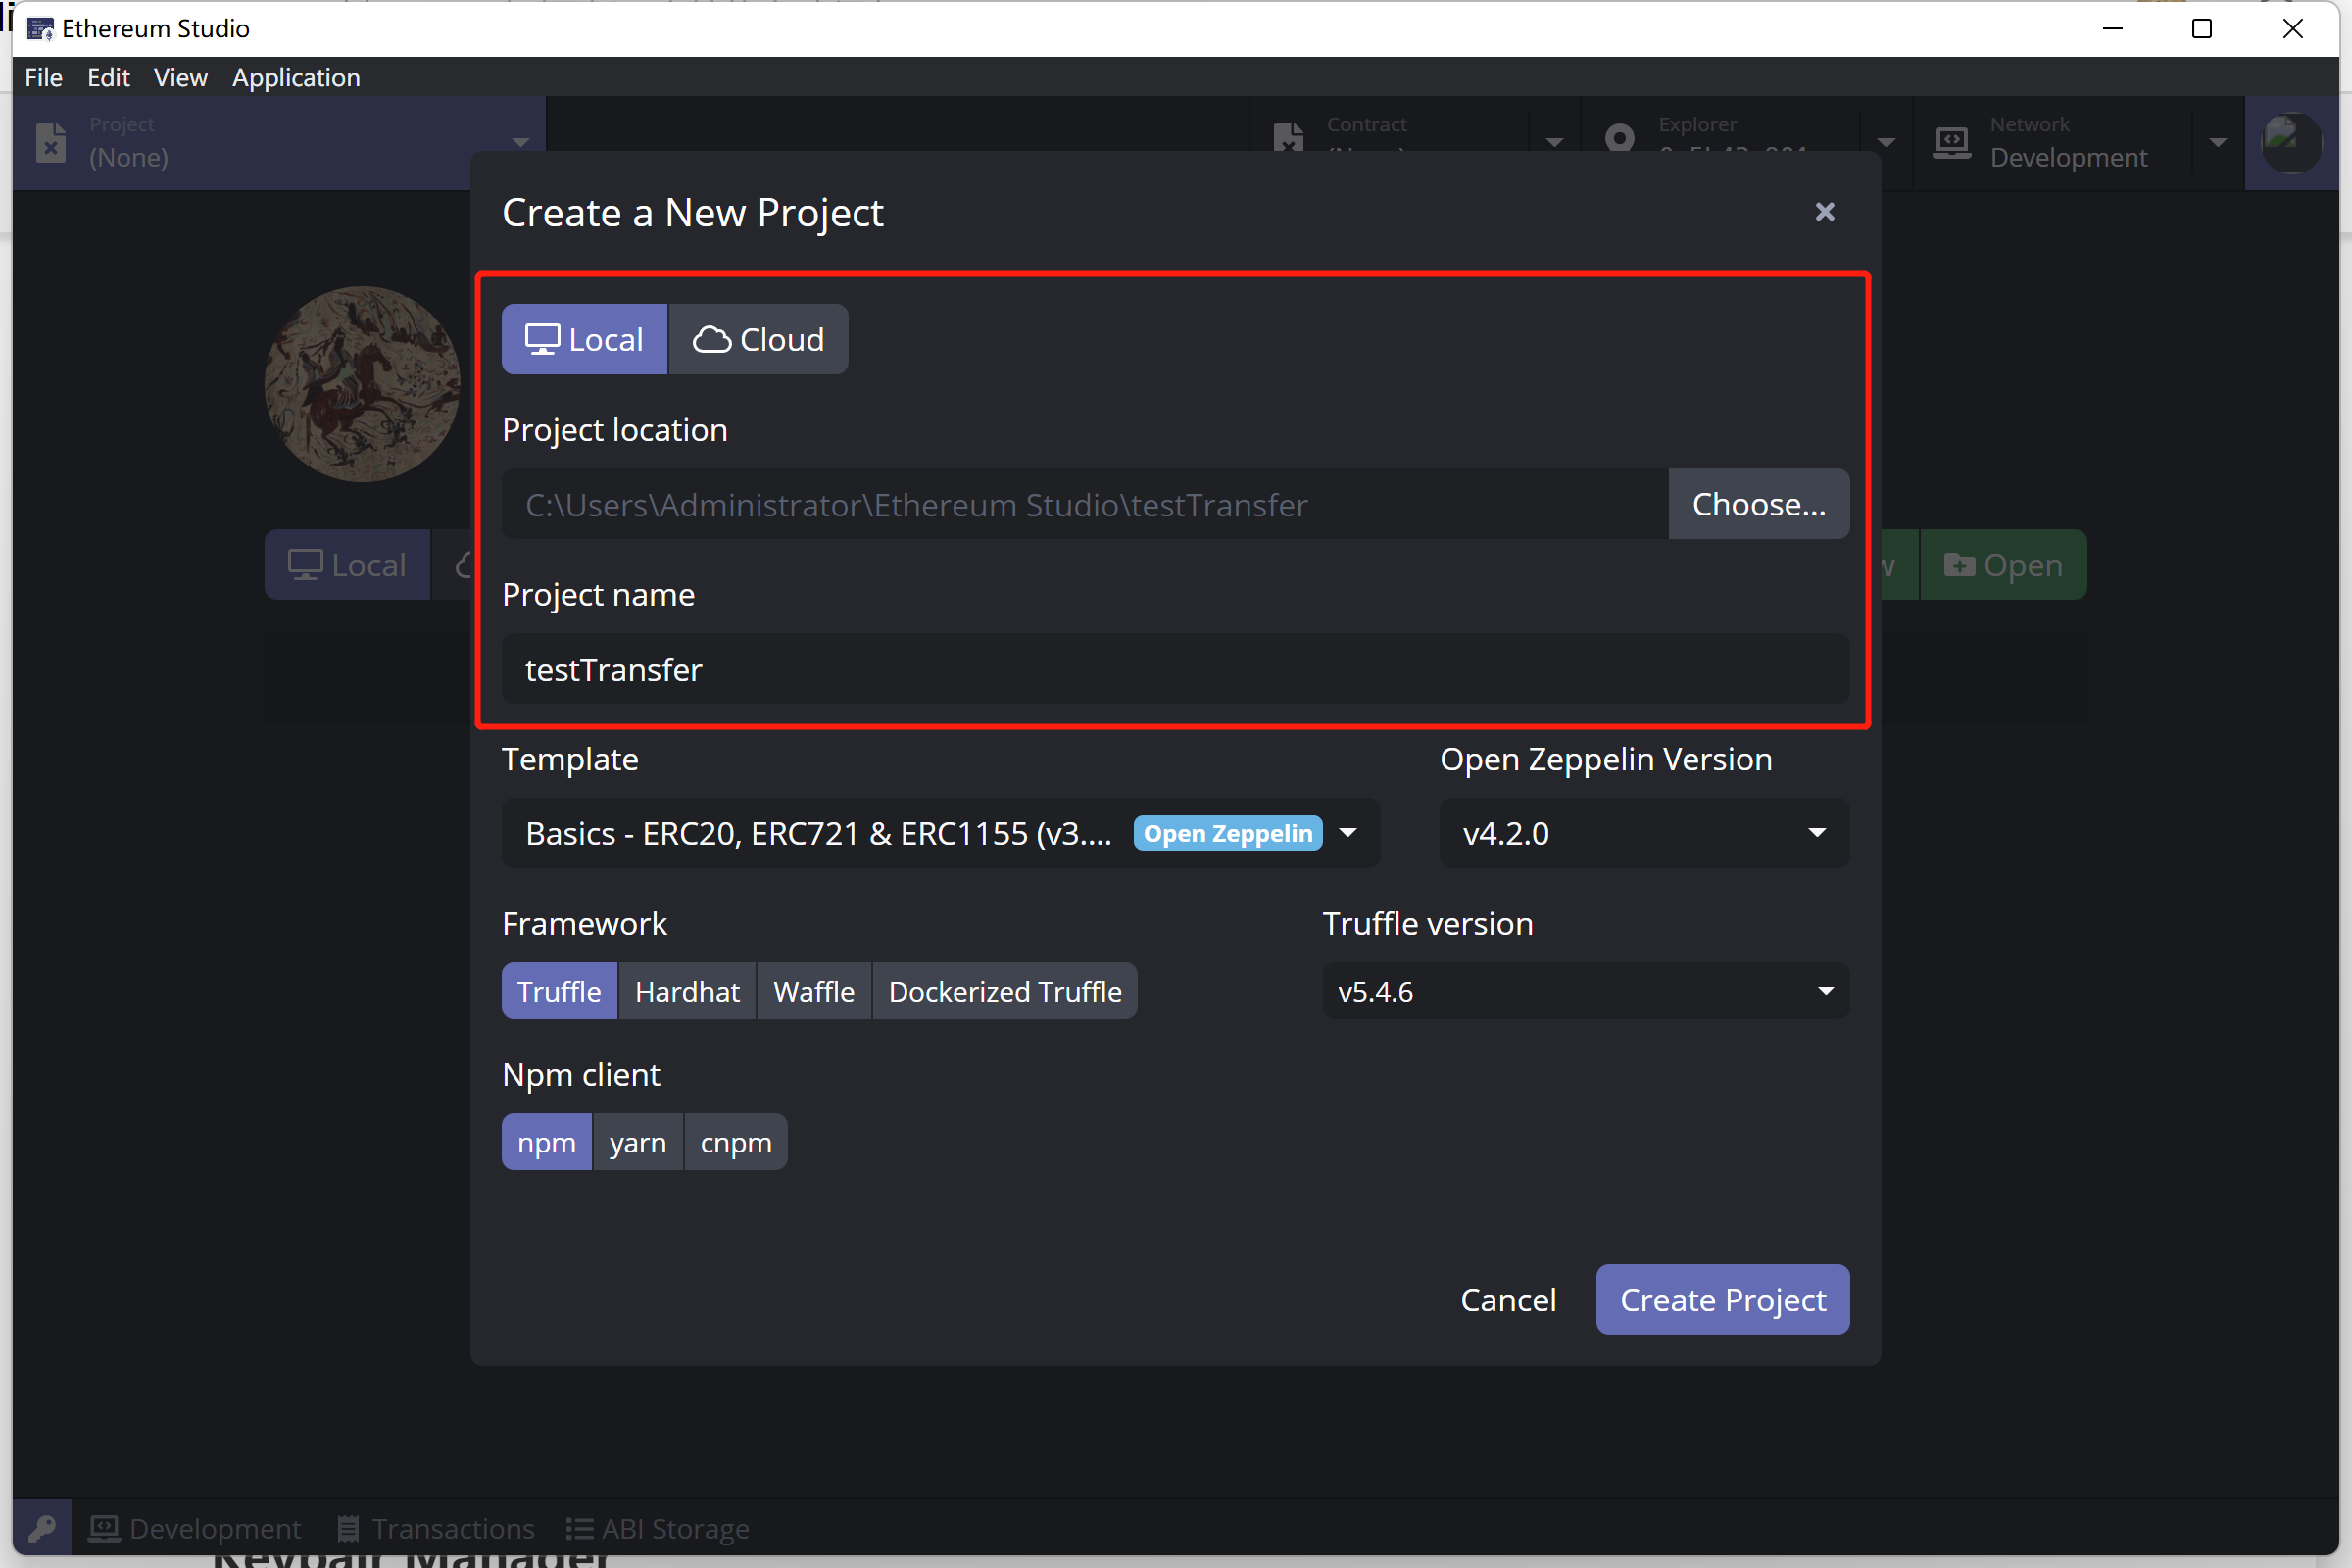 Ethereum Studio
File Edit View Application
Project
(None)
Contract
Explorer
Network
Development
Create a New Project
Local Cloud
Project location
C:\Users\Administrator\Ethereum Studio\testTransfer Choose...
Local
Open
Project name
testTransfer
Template Open Zeppelin Version
Basics - ERC20, ERC721 & ERC1155 (v3.... Open Zeppelin v4.2.0
Framework Truffle version
Truffle Hardhat Waffle Dockerized Truffle v5.4.6
Npm client
npm yarn cnpm
Cancel Create Project
Development Transactions ABI Storage
Keypair Manager